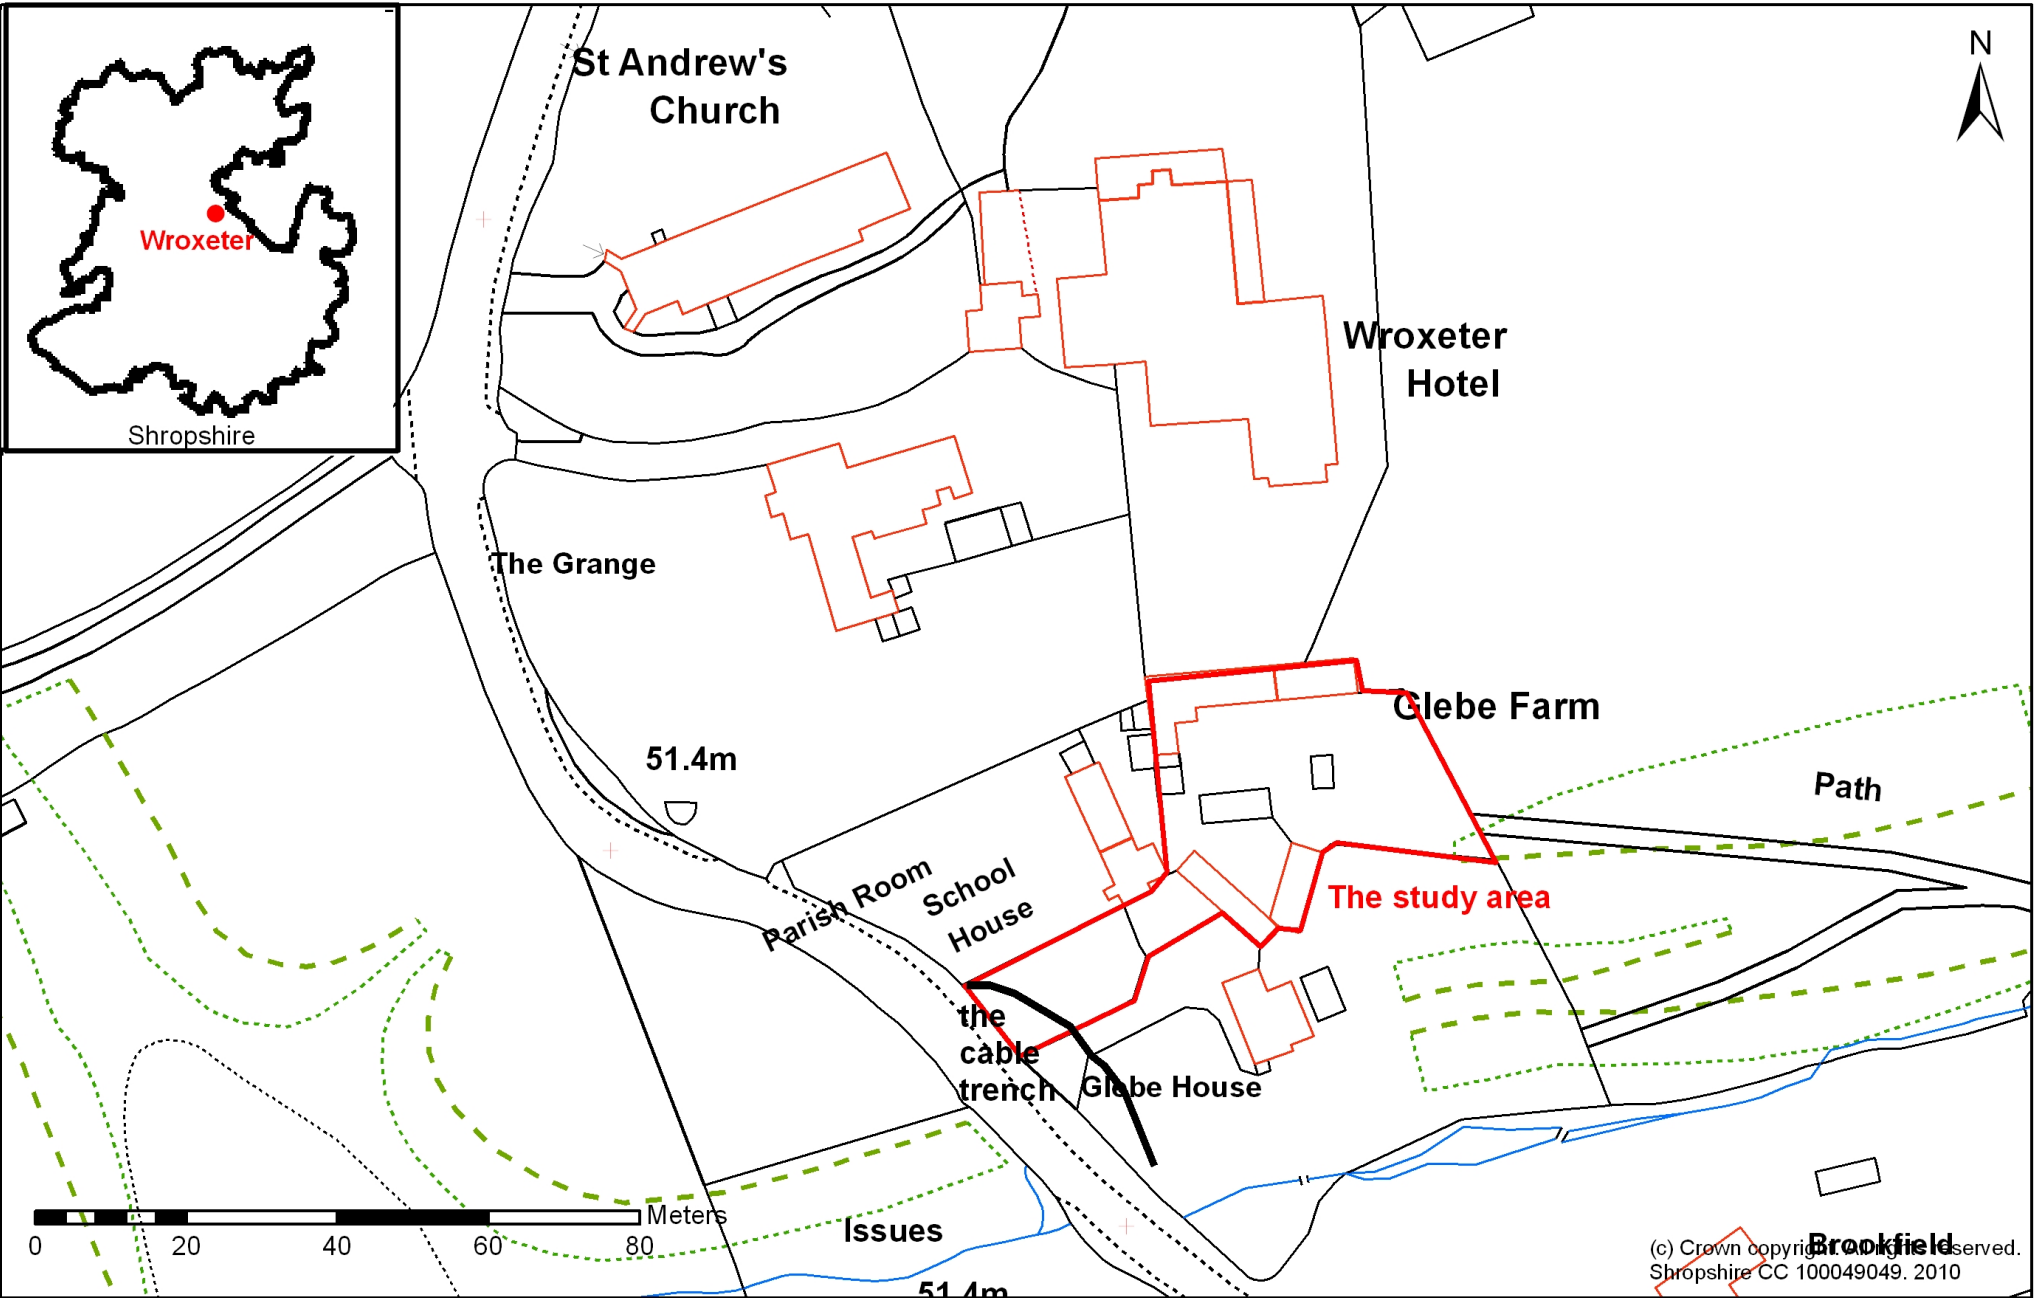 St Andrew's
Church
N
Wroxeter
Shropshire
Wroxeter
Hotel
The Grange
Glebe Farm
51.4m
Path
Parish Room
School
House
The study area
the
cable
trench
Glebe House
Meters
0 20 40 60 80
Issues
51.4m
Brookfield
(c) Crown copyright. All rights reserved.
Shropshire CC 100049049. 2010